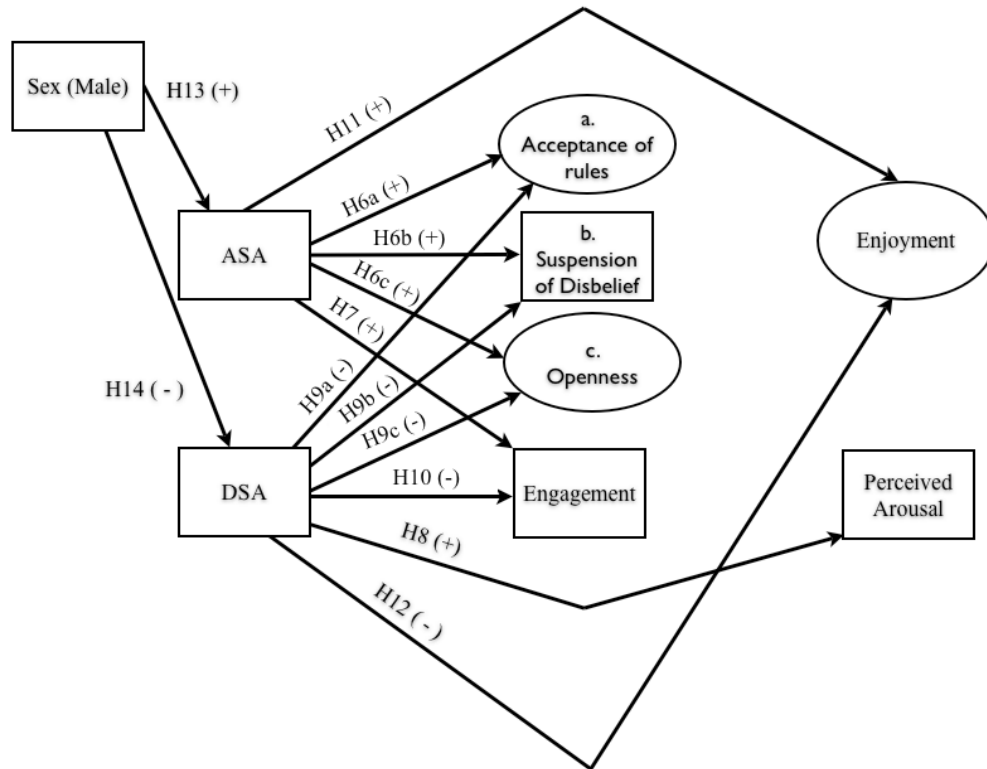 Sex (Male)
H13 (+)
H11 (+)
a.
Acceptance of
rules
H6a (+)
ASA
H6b (+)
b.
Suspension
of Disbelief
Enjoyment
H6c (+)
H7 (+)
c.
Openness
H14 ( - )
H9a (-)
H9b (-)
H9c (-)
DSA
H10 (-)
Engagement
Perceived
Arousal
H8 (+)
H12 ( - )